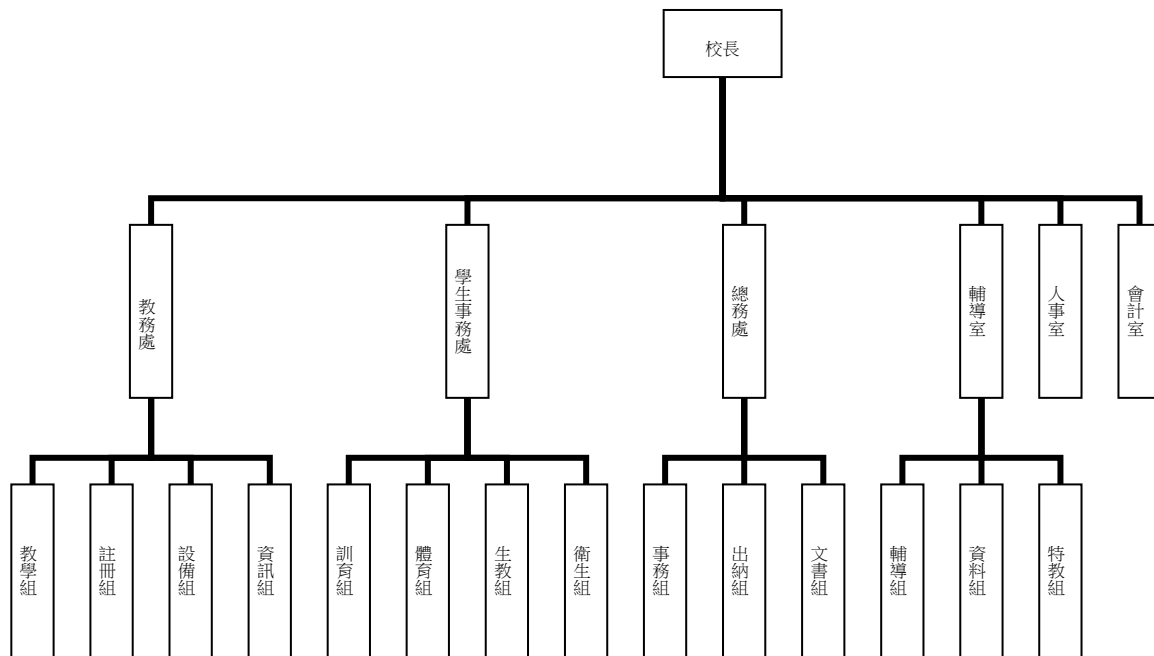 校長
教務處
學生事務處
總務處
輔導室
人事室
會計室
教學組
註冊組
設備組
資訊組
訓育組
體育組
生教組
衛生組
事務組
出納組
文書組
輔導組
資料組
特教組